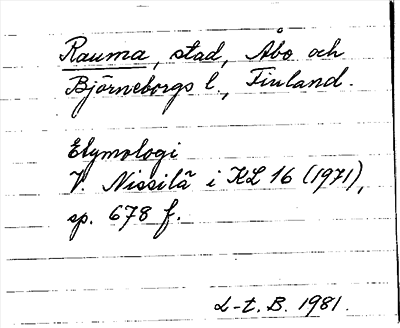 Rauma, stad, Åbo och
Björneborgs l., Finland.
Etymologi
V. Nissilä i KL 16 (1971),
sp. 678 f.
L-t. B. 1981.